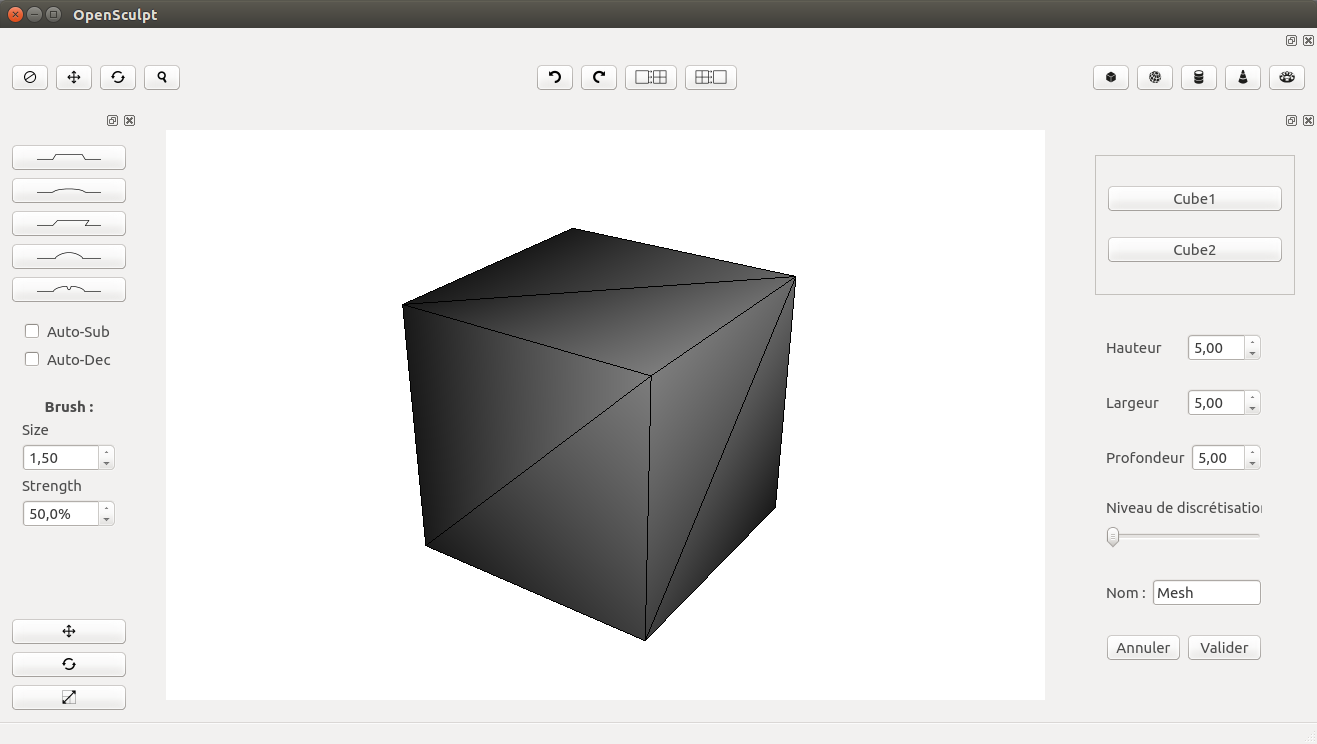 OpenSculpt
Auto-Sub
Auto-Dec
Brush :
Size
1,50
Strength
50,0%
Cube1
Cube2
Hauteur 5,00
Largeur 5,00
Profondeur 5,00
Niveau de discrétisation
Nom : Mesh
Annuler Valider